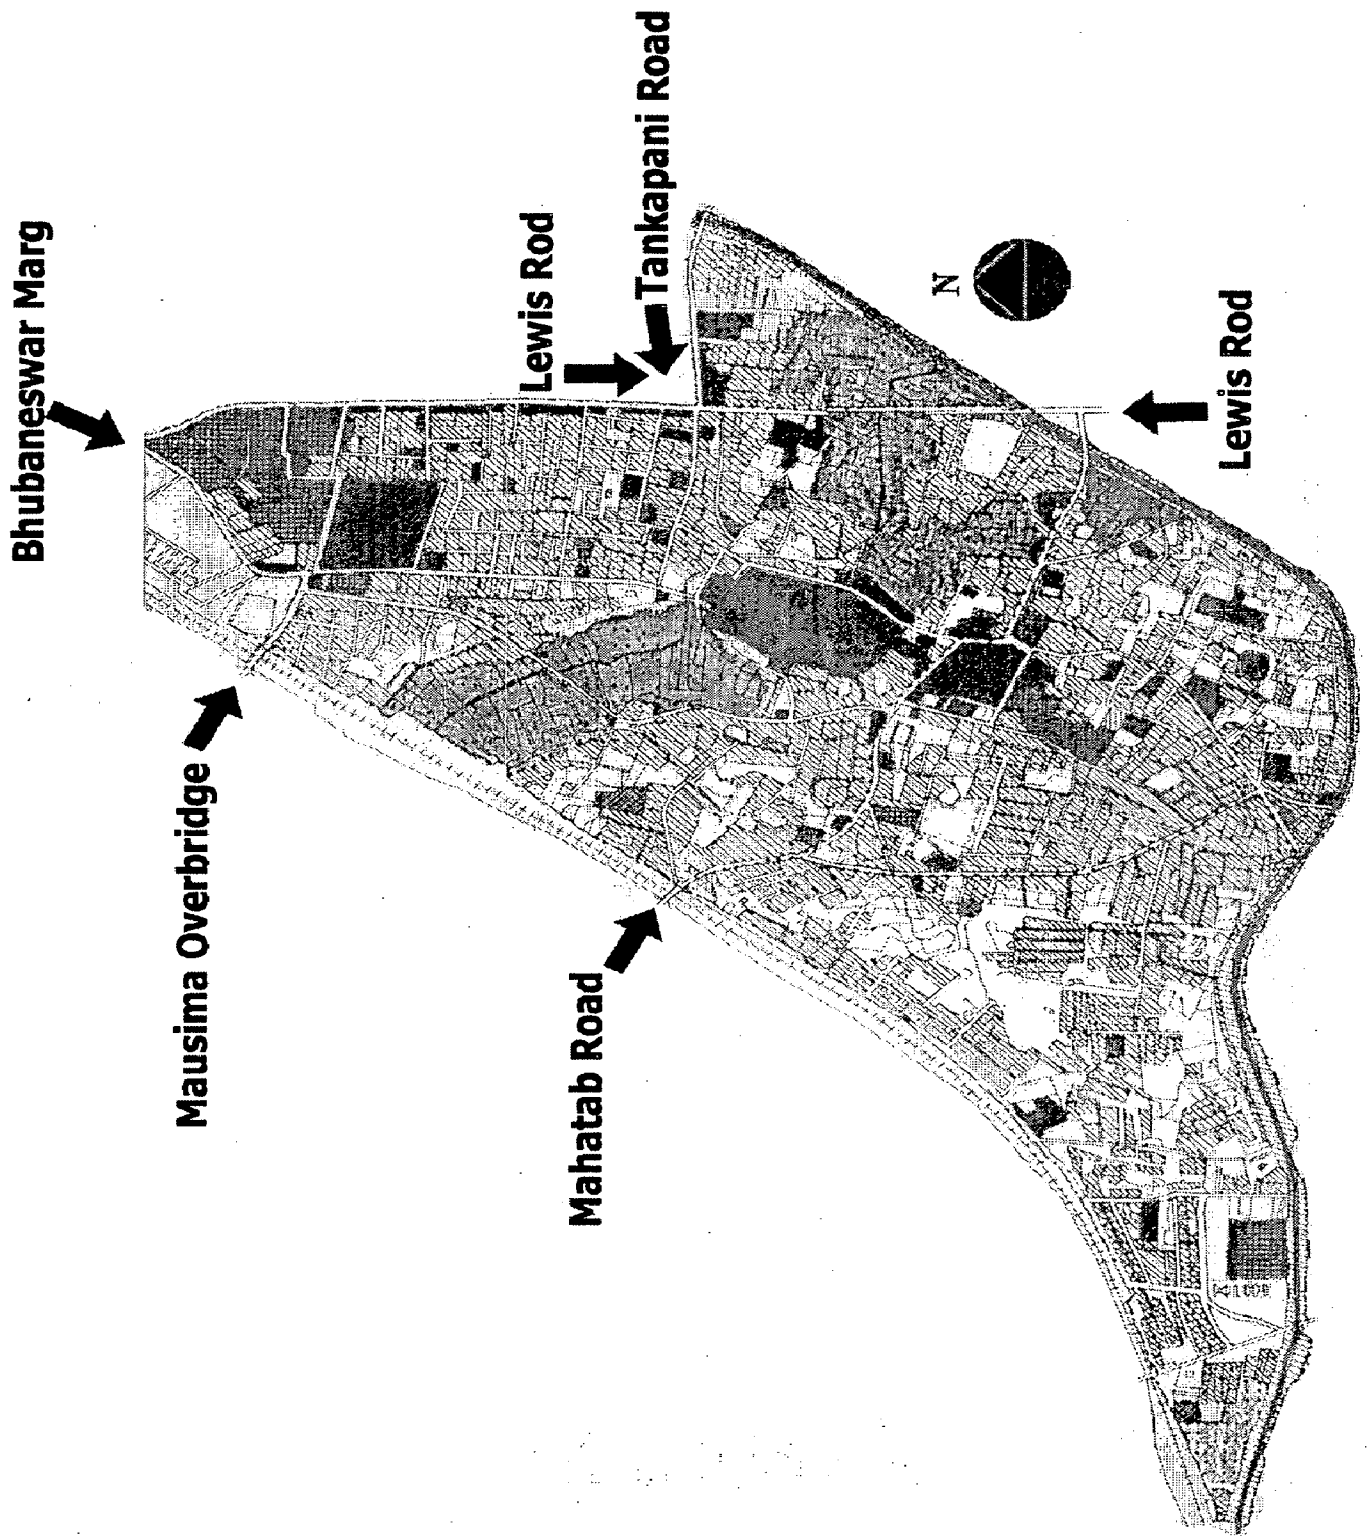 Bhubaneswar Marg
Lewis Rod
Tankapani Road
N
Lewis Rod
Mausima Overbridge
Mahatab Road